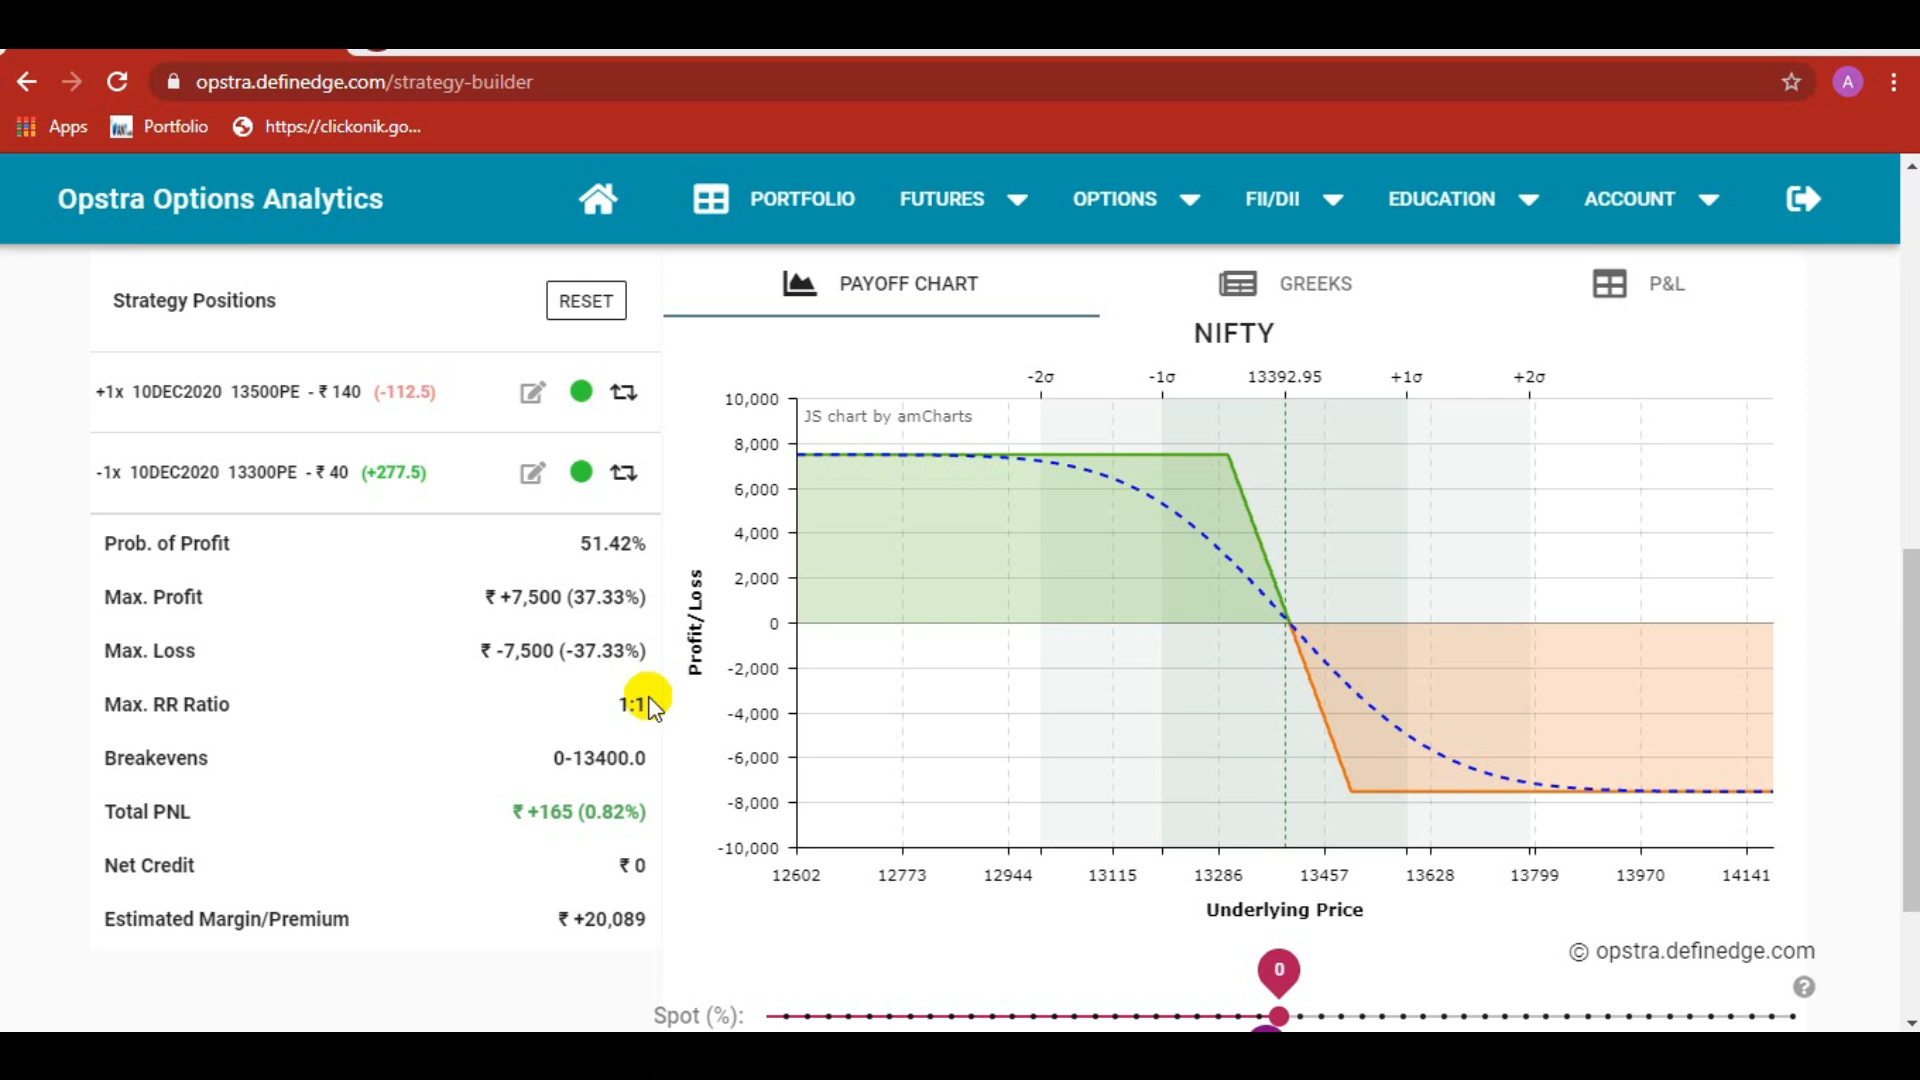 opstra.definedge.com/strategy-builder
A
Apps Portfolio https://clickonik.go...
Opstra Options Analytics PORTFOLIO FUTURES OPTIONS FII/DII EDUCATION ACCOUNT
Strategy Positions RESET
+1x 10DEC2020 13500PE - ₹ 140 (-112.5)
-1x 10DEC2020 13300PE - ₹ 40 (+277.5)
Prob. of Profit 51.42%
Max. Profit ₹ +7,500 (37.33%)
Max. Loss ₹ -7,500 (-37.33%)
Max. RR Ratio 1:1
Breakevens 0-13400.0
Total PNL ₹ +165 (0.82%)
Net Credit ₹ 0
Estimated Margin/Premium ₹ +20,089
PAYOFF CHART GREEKS P&L
NIFTY
-2σ -1σ 13392.95 +1σ +2σ
JS chart by amCharts
10,000
8,000
6,000
4,000
2,000
0
-2,000
-4,000
-6,000
-8,000
-10,000
Profit/Loss
12602 12773 12944 13115 13286 13457 13628 13799 13970 14141
Underlying Price
© opstra.definedge.com
?
0
Spot (%):